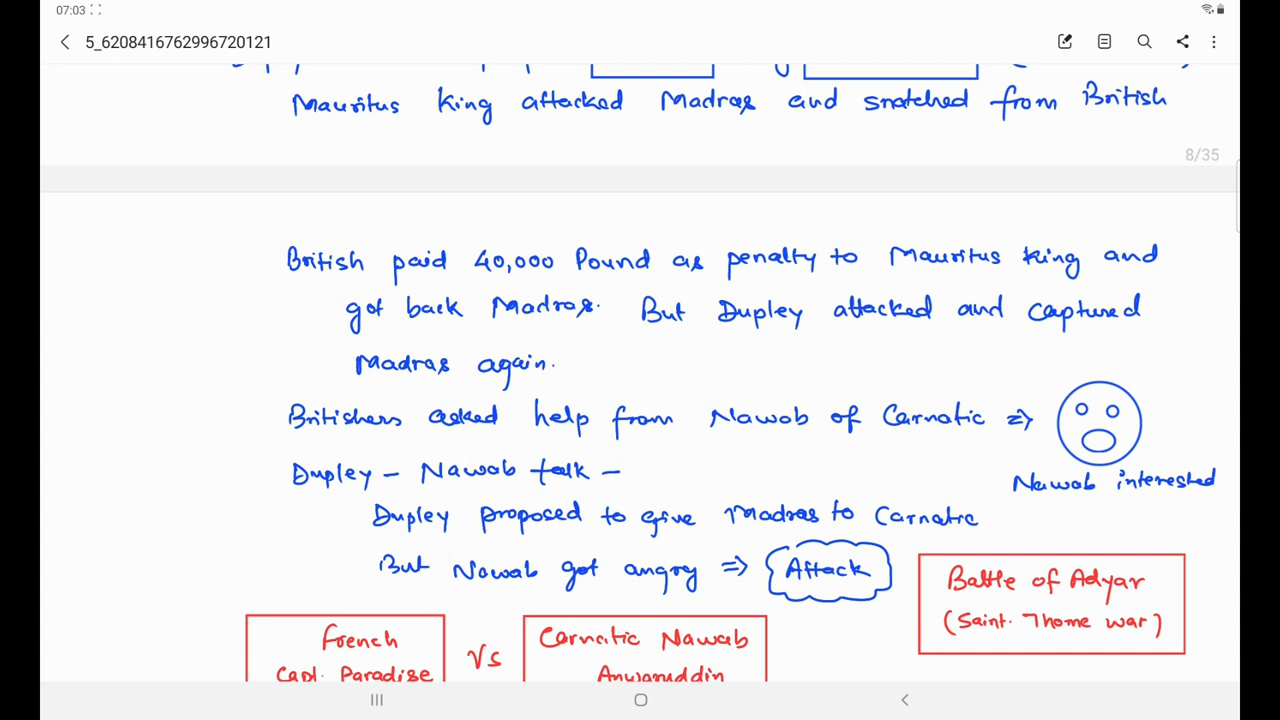 07:03
5_6208416762996720121
Mauritus King attacked Madras and snatched from British
8/35
British paid 40,000 Pound as penalty to Mauritus King and
got back Madras. But Dupley attacked and captured
Madras again.
Britishers asked help from Nawab of Carnatic ⇒
Nawab interested
Dupley - Nawab talk -
Dupley proposed to give Madras to Carnatic
But Nawab got angry ⇒ Attack
Battle of Adyar
(Saint. Thome war)
French
Capt. Paradise
Vs
Carnatic Nawab
Anwaruddin